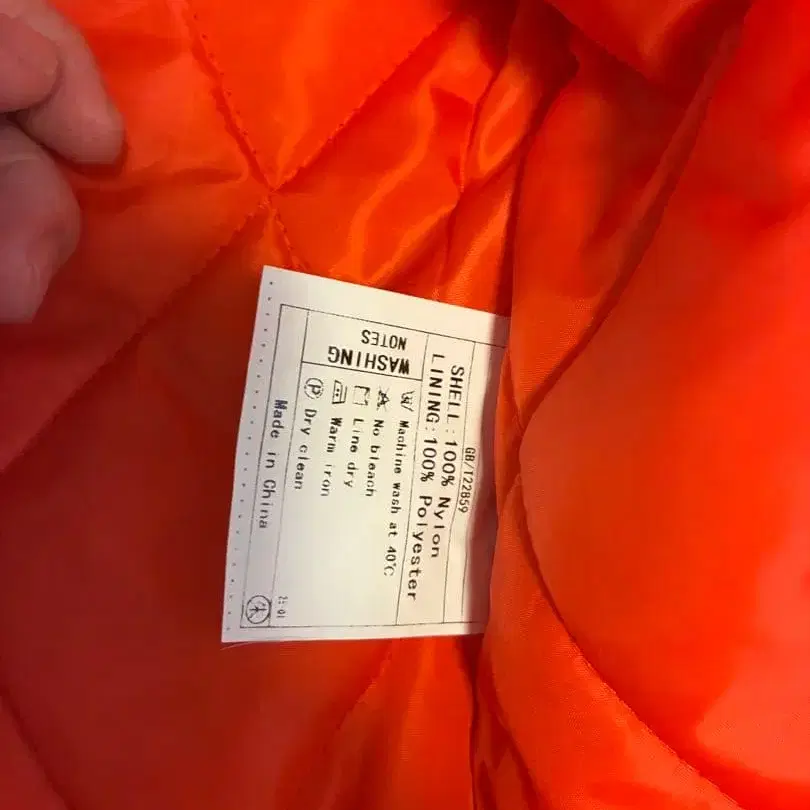 GB/T22859
SHELL: 100% Nylon
LINING: 100% Polyester
WASHING
NOTES
Machine wash at 40℃
No bleach
Line dry
Warm iron
P Dry clean
Made in China